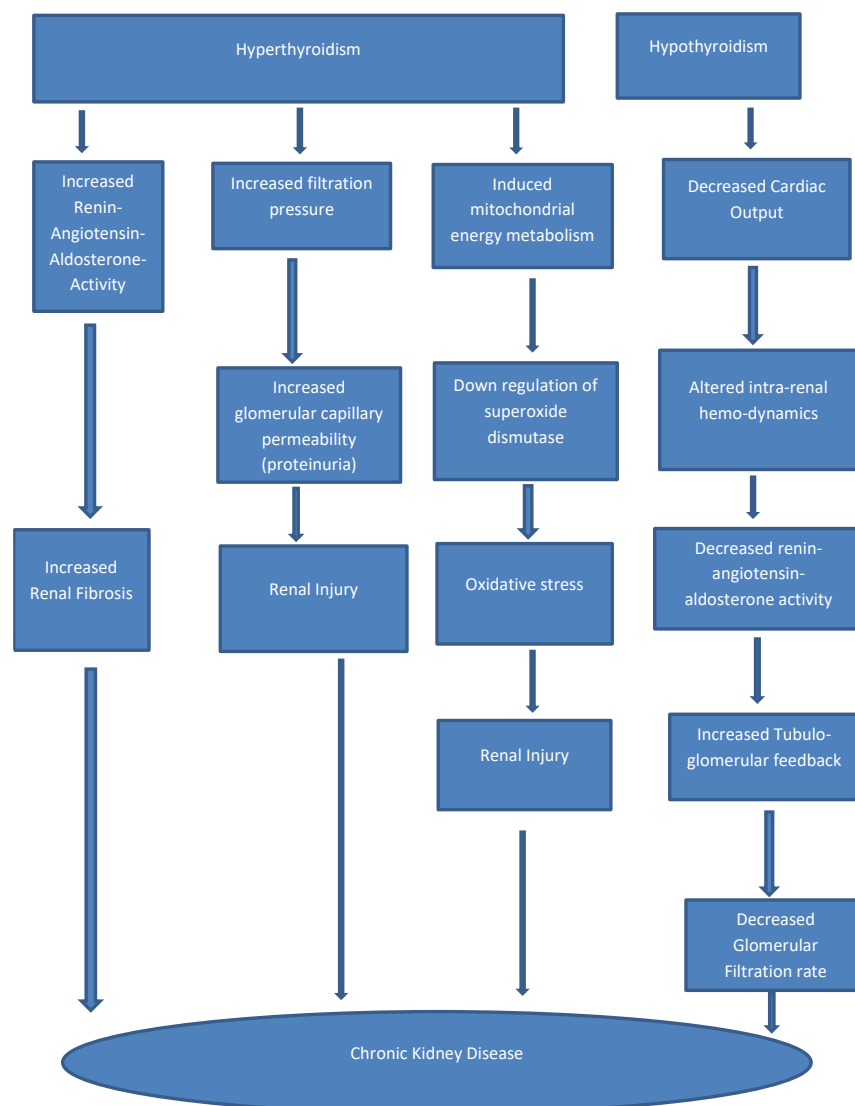 Hyperthyroidism
Hypothyroidism
Increased
Renin-
Angiotensin-
Aldosterone-
Activity
Increased filtration
pressure
Induced
mitochondrial
energy metabolism
Decreased Cardiac
Output
Increased
glomerular capillary
permeability
(proteinuria)
Down regulation of
superoxide
dismutase
Altered intra-renal
hemo-dynamics
Increased
Renal Fibrosis
Renal Injury
Oxidative stress
Decreased renin-
angiotensin-
aldosterone activity
Renal Injury
Increased Tubulo-
glomerular feedback
Decreased
Glomerular
Filtration rate
Chronic Kidney Disease